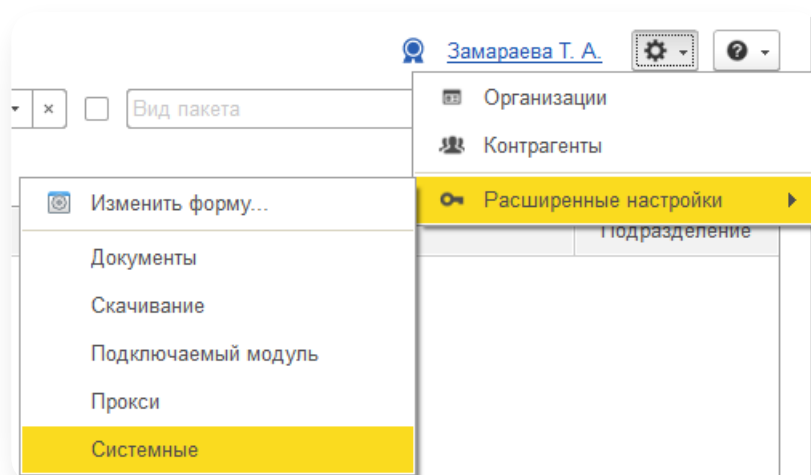 Замараева Т. А.
Вид пакета
Организации
Контрагенты
Расширенные настройки
Подразделение
Изменить форму...
Документы
Скачивание
Подключаемый модуль
Прокси
Системные